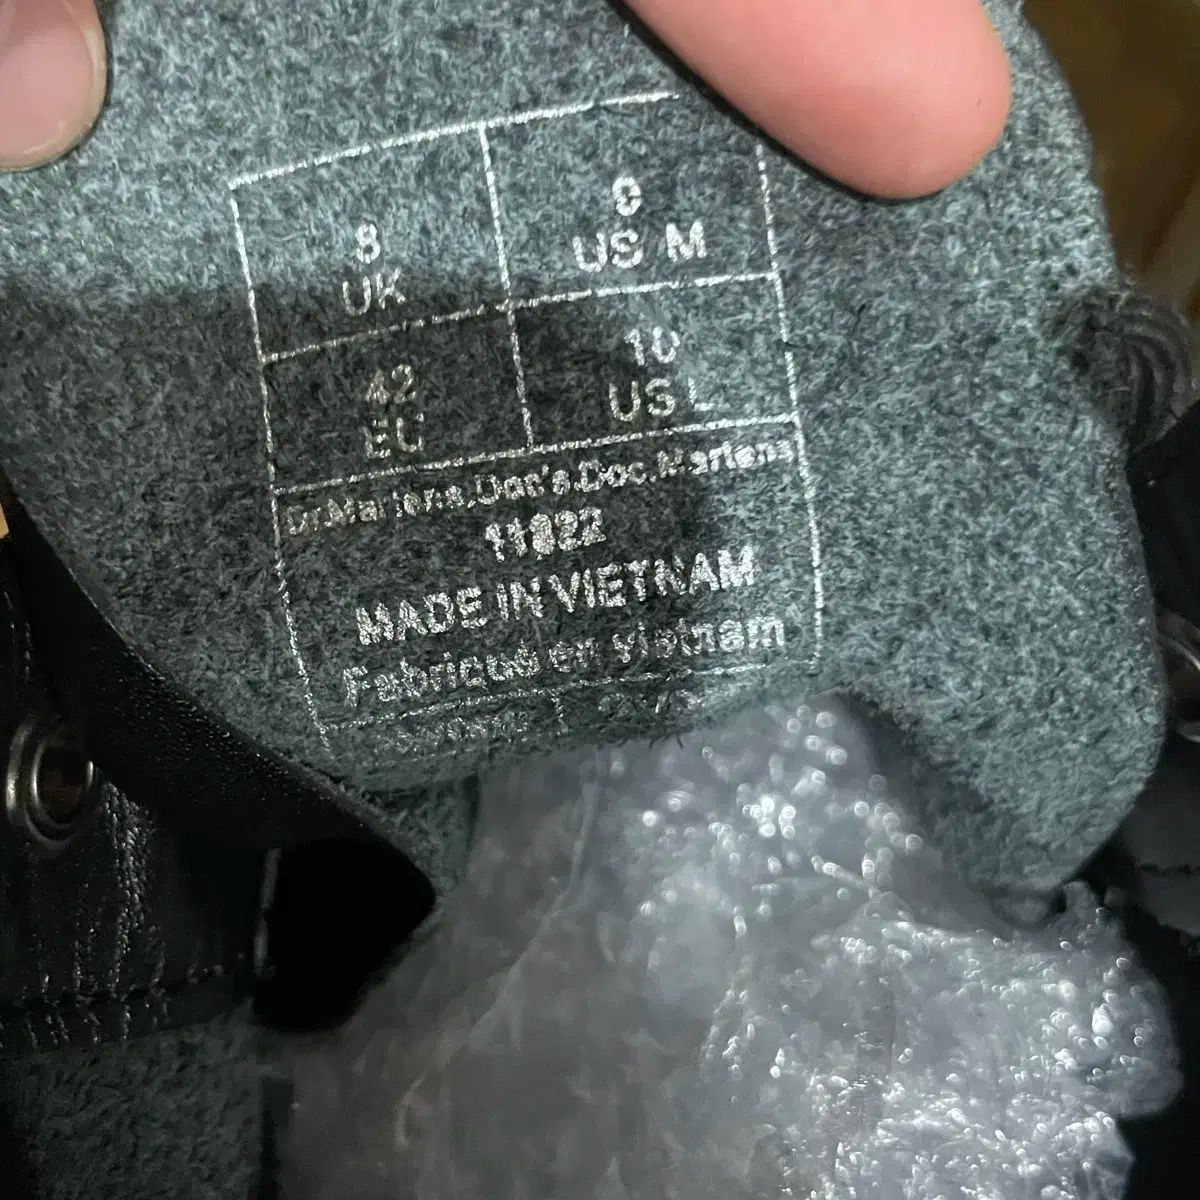 8
UK
9
US M
42
EU
10
US L
Dr.Martens,Doc's,Doc,Martens
11822
MADE IN VIETNAM
Fabriqué en Vietnam